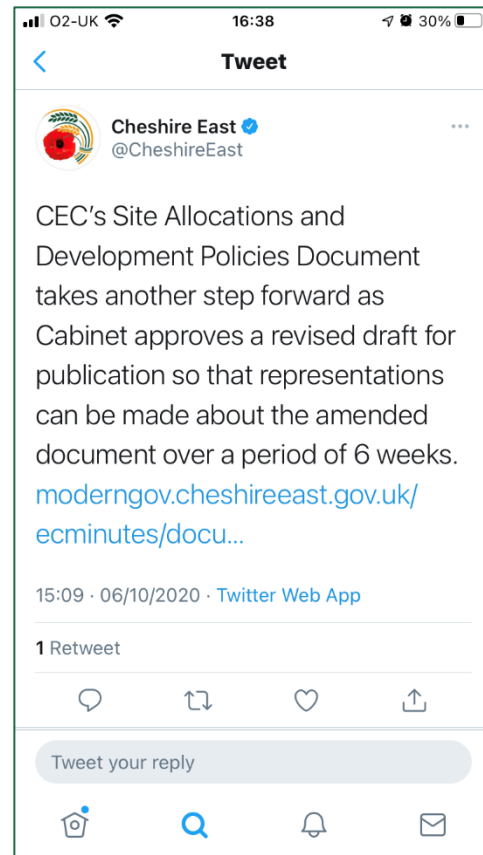 O2-UK 16:38 30%
Tweet
Cheshire East
@CheshireEast
CEC's Site Allocations and
Development Policies Document
takes another step forward as
Cabinet approves a revised draft for
publication so that representations
can be made about the amended
document over a period of 6 weeks.
moderngov.cheshireeast.gov.uk/
ecminutes/docu...
15:09 · 06/10/2020 · Twitter Web App
1 Retweet
Tweet your reply